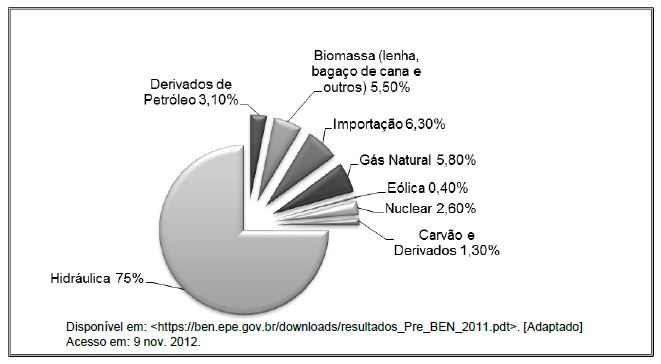 Biomassa (lenha,
bagaço de cana e
outros) 5,50%
Derivados de
Petróleo 3,10%
Importação 6,30%
Gás Natural 5,80%
Eólica 0,40%
Nuclear 2,60%
Carvão e
Derivados 1,30%
Hidráulica 75%
Disponível em: <https://ben.epe.gov.br/downloads/resultados_Pre_BEN_2011.pdt>. [Adaptado]
Acesso em: 9 nov. 2012.